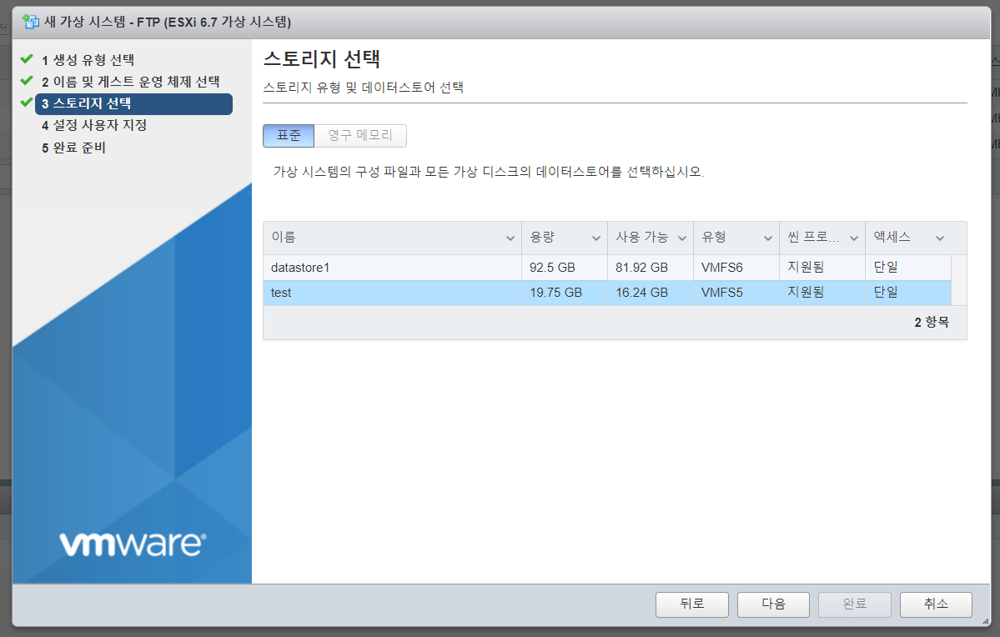 새 가상 시스템 - FTP (ESXi 6.7 가상 시스템)
1 생성 유형 선택
2 이름 및 게스트 운영 체제 선택
3 스토리지 선택
4 설정 사용자 지정
5 완료 준비
vmware®
스토리지 선택
스토리지 유형 및 데이터스토어 선택
표준 영구 메모리
가상 시스템의 구성 파일과 모든 가상 디스크의 데이터스토어를 선택하십시오.
이름 용량 사용 가능 유형 씬 프로... 액세스
datastore1 92.5 GB 81.92 GB VMFS6 지원됨 단일
test 19.75 GB 16.24 GB VMFS5 지원됨 단일
2 항목
뒤로 다음 완료 취소